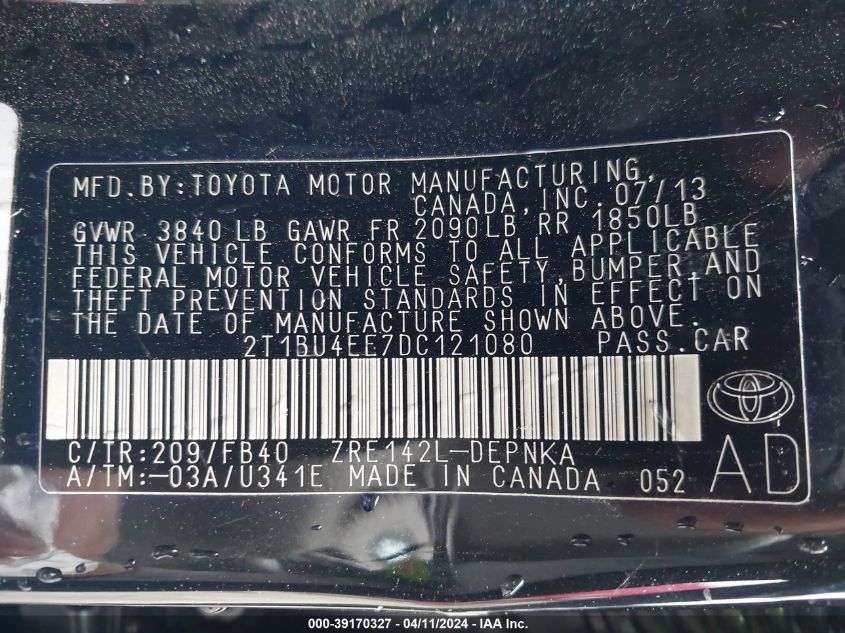 MFD.BY:TOYOTA MOTOR MANUFACTURING,
CANADA, INC. 07/13
GVWR 3840 LB GAWR FR 2090LB RR 1850LB
THIS VEHICLE CONFORMS TO ALL APPLICABLE
FEDERAL MOTOR VEHICLE SAFETY, BUMPER, AND
THEFT PREVENTION STANDARDS IN EFFECT ON
THE DATE OF MANUFACTURE SHOWN ABOVE.
2T1BU4EE7DC121080 PASS.CAR
C/TR:209/FB40 ZRE142L-DEPNKA
A/TM:-03A/U341E MADE IN CANADA 052
AD
000-39170327 - 04/11/2024 - IAA Inc.